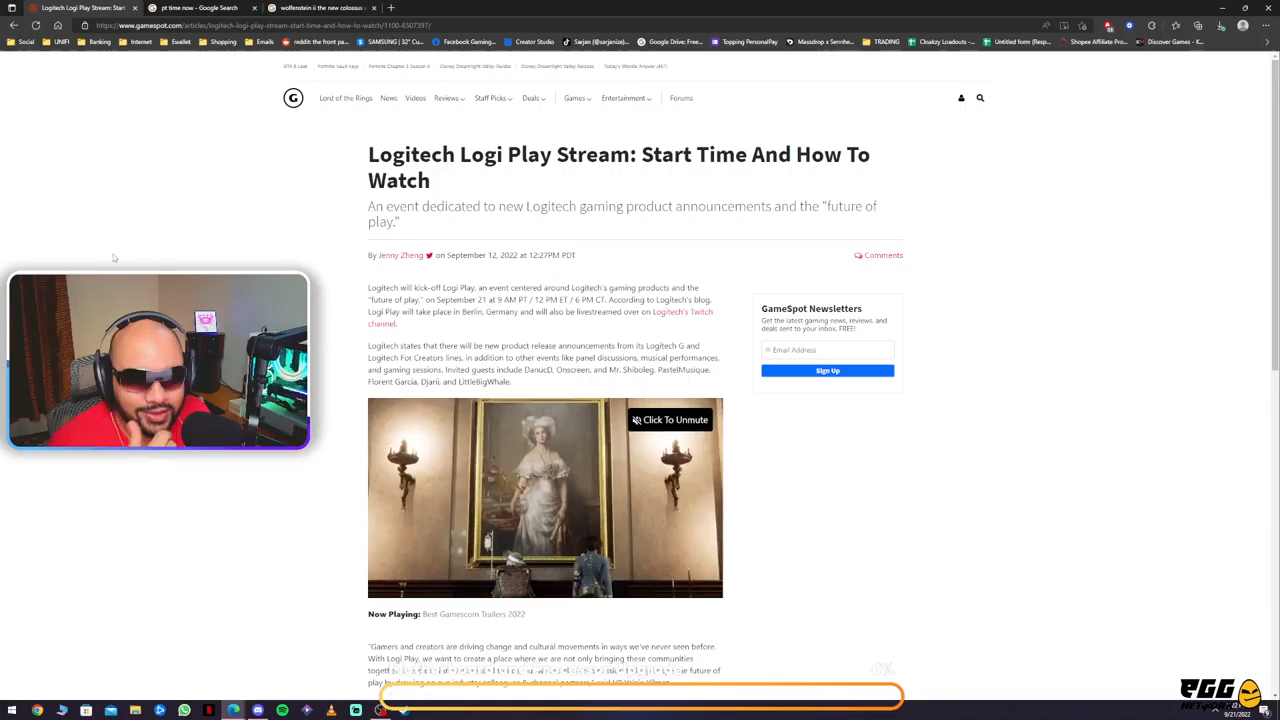 Logitech Logi Play Stream: Start
pt time now - Google Search
wolfenstein ii the new colossus
https://www.gamespot.com/articles/logitech-logi-play-stream-start-time-and-how-to-watch/1100-6507397/
Social
UNIFI
Banking
Internet
Ewallet
Shopping
Emails
reddit: the front pa...
SAMSUNG | 32" Cu...
Facebook Gaming...
Creator Studio
Sarjan (@sarjanize)...
Google Drive: Free...
Topping PersonalPay
Massdrop x Sennhe...
TRADING
Cloakzy Loadouts -...
Untitled form (Resp...
Shopee Affiliate Pro...
Discover Games - K...
GTA 6 Leak
Fortnite Vault Keys
Fortnite Chapter 3 Season 4
Disney Dreamlight Valley Guides
Disney Dreamlight Valley Recipes
Today's Wordle Answer (457)
G
Lord of the Rings
News
Videos
Reviews
Staff Picks
Deals
Games
Entertainment
Forums
Logitech Logi Play Stream: Start Time And How To
Watch
An event dedicated to new Logitech gaming product announcements and the "future of
play."
By Jenny Zheng on September 12, 2022 at 12:27PM PDT
Comments
Logitech will kick-off Logi Play, an event centered around Logitech's gaming products and the
"future of play," on September 21 at 9 AM PT / 12 PM ET / 6 PM CT. According to Logitech's blog,
Logi Play will take place in Berlin, Germany and will also be livestreamed over on Logitech's Twitch
channel.
Logitech states that there will be new product release announcements from its Logitech G and
Logitech For Creators lines, in addition to other events like panel discussions, musical performances,
and gaming sessions. Invited guests include DanucD, Onscreen, and Mr. Shiboleg, PastelMusique,
Florent Garcia, Djarii, and LittleBigWhale.
GameSpot Newsletters
Get the latest gaming news, reviews, and
deals sent to your inbox, FREE!
Email Address
Sign Up
Click To Unmute
Now Playing: Best Gamescom Trailers 2022
"Gamers and creators are driving change and cultural movements in ways we've never seen before.
With Logi Play, we want to create a place where we are not only bringing these communities
future of
play by
EGG
NETWORK
9/21/2022